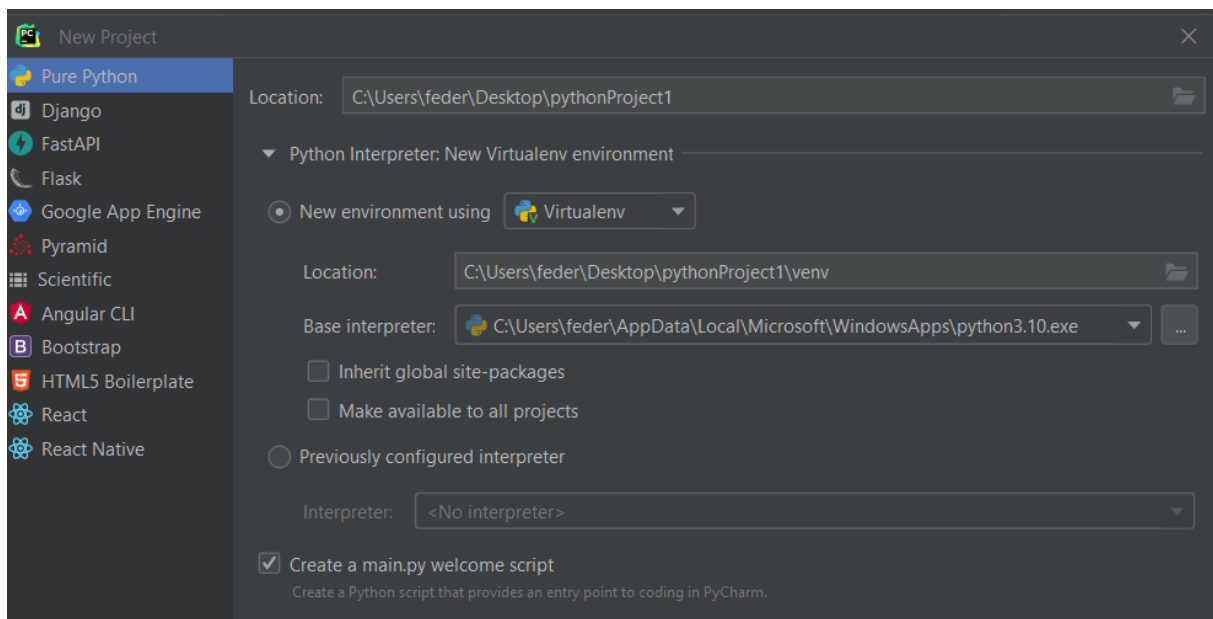 PC New Project
Pure Python
dj Django
FastAPI
Flask
Google App Engine
Pyramid
Scientific
A Angular CLI
B Bootstrap
5 HTML5 Boilerplate
React
React Native
Location: C:\Users\feder\Desktop\pythonProject1
Python Interpreter: New Virtualenv environment
New environment using V Virtualenv
Location: C:\Users\feder\Desktop\pythonProject1\venv
Base interpreter: C:\Users\feder\AppData\Local\Microsoft\WindowsApps\python3.10.exe ...
Inherit global site-packages
Make available to all projects
Previously configured interpreter
Interpreter: <No interpreter>
Create a main.py welcome script
Create a Python script that provides an entry point to coding in PyCharm.